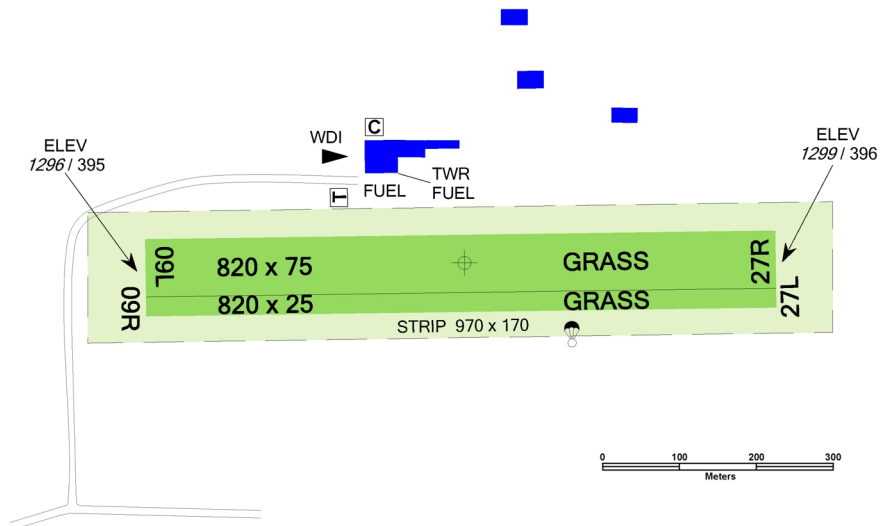 C
WDI
ELEV
1296 / 395
ELEV
1299 / 396
TWR
FUEL
FUEL
T
09L
820 x 75
GRASS
27R
09R
820 x 25
GRASS
27L
STRIP 970 x 170
0 100 200 300
Meters